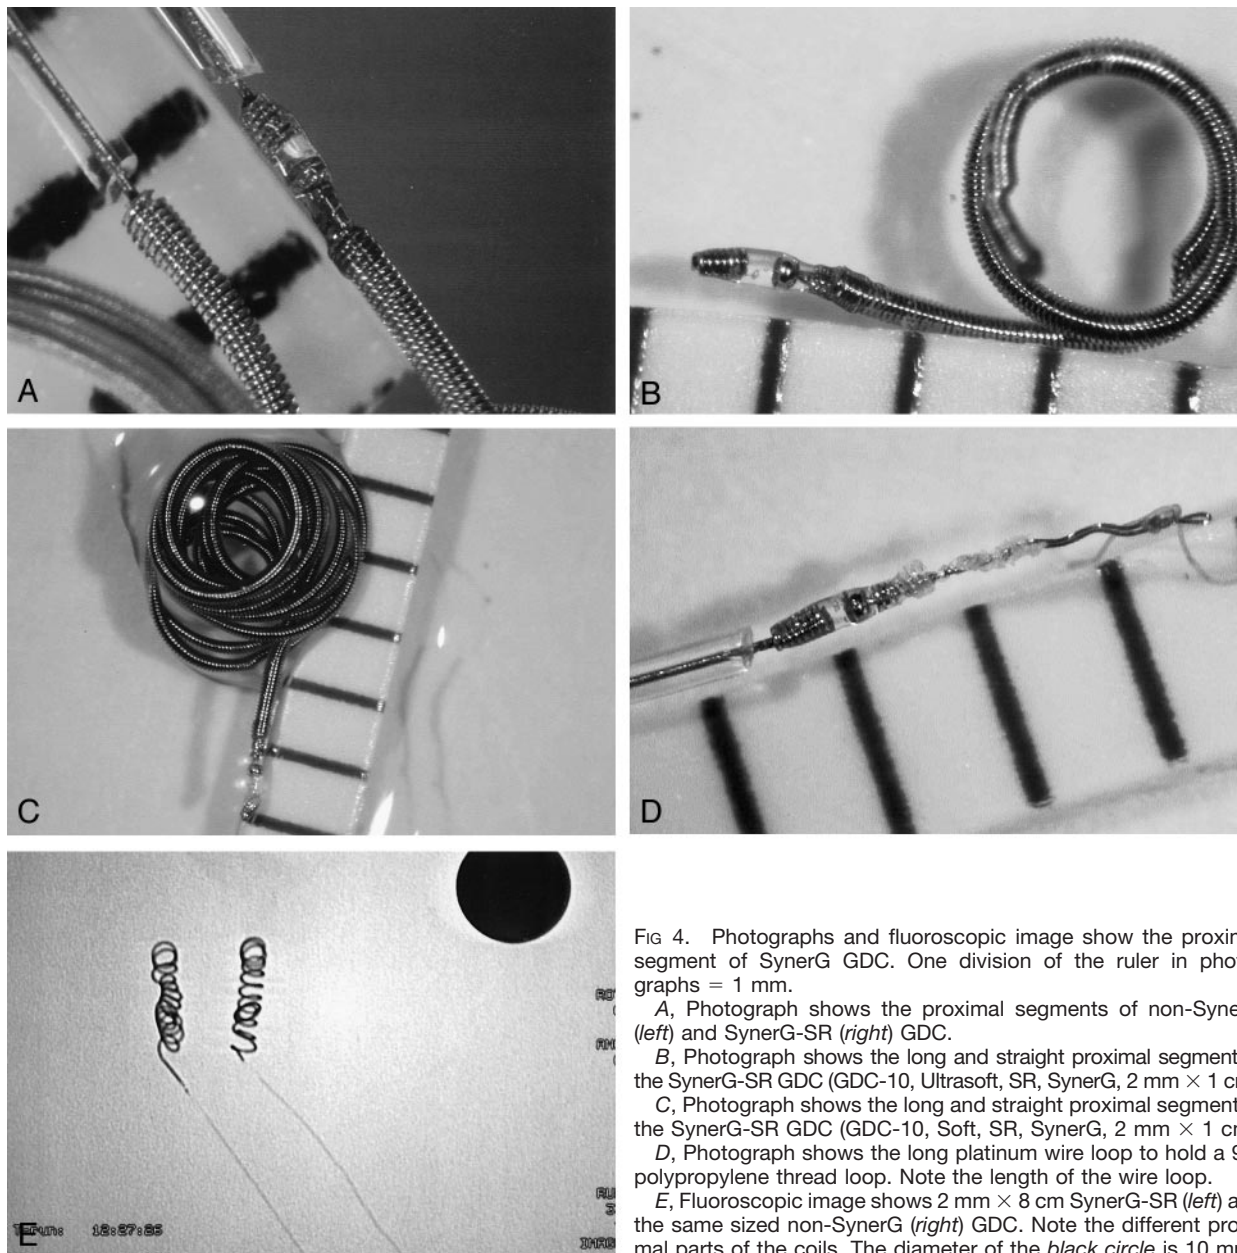 A
B
C
D
E
Tarun: 12:27:26
FIG 4. Photographs and fluoroscopic image show the
segment of SynerG GDC. One division of the ruler in
graphs = 1 mm.
A, Photograph shows the proximal segments of
(left) and SynerG-SR (right) GDC.
B, Photograph shows the long and straight proximal segment
the SynerG-SR GDC (GDC-10, Ultrasoft, SR, SynerG, 2 mm × 1
C, Photograph shows the long and straight proximal segment
the SynerG-SR GDC (GDC-10, Soft, SR, SynerG, 2 mm × 1
D, Photograph shows the long platinum wire loop to hold a
polypropylene thread loop. Note the length of the wire loop.
E, Fluoroscopic image shows 2 mm × 8 cm SynerG-SR (left)
the same sized non-SynerG (right) GDC. Note the different
mal parts of the coils. The diameter of the black circle is 10